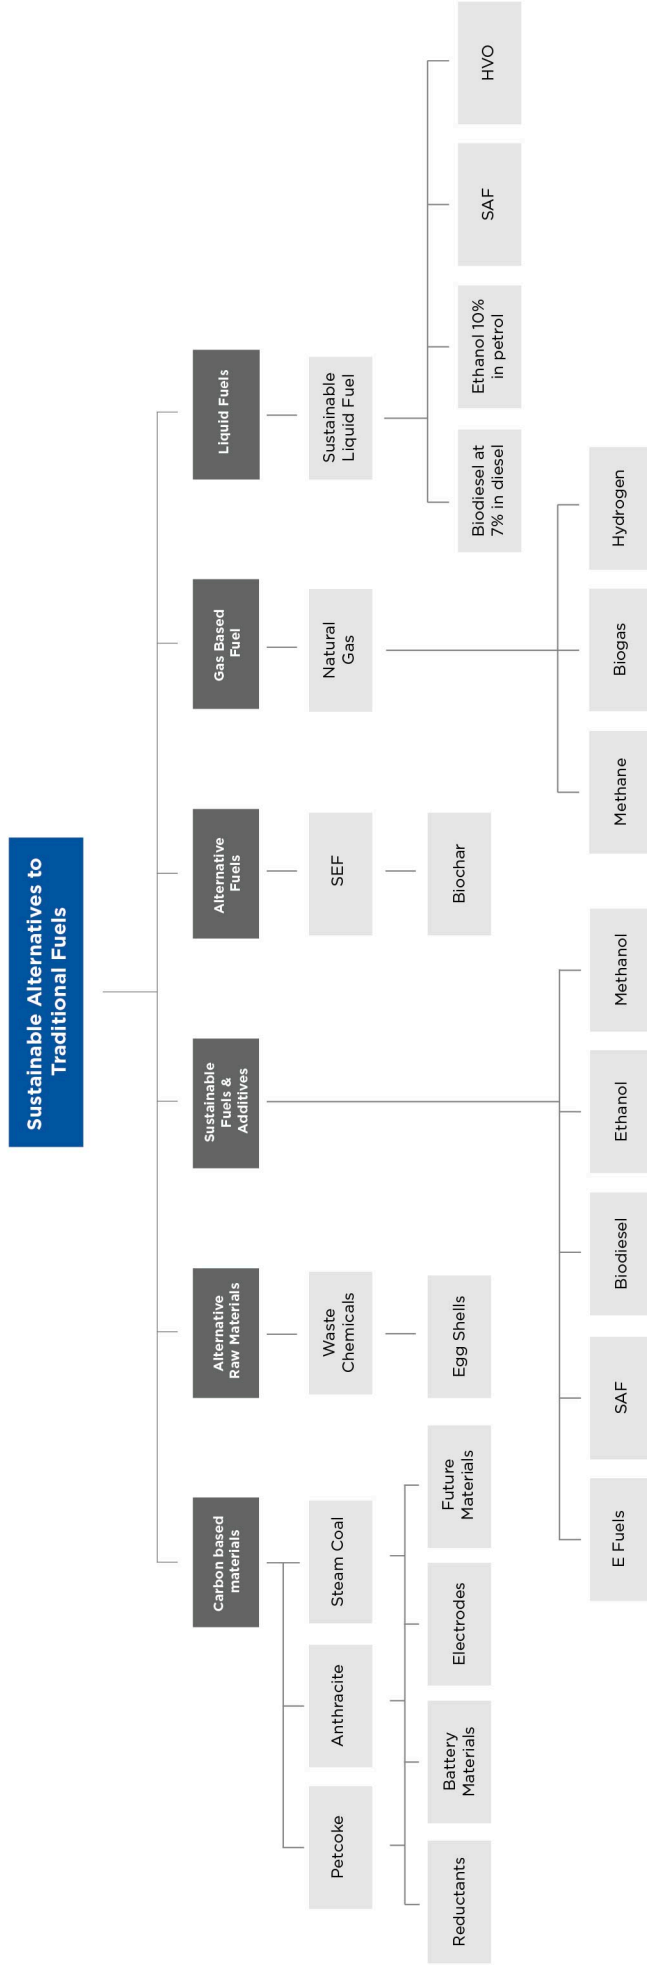 Sustainable Alternatives to
Traditional Fuels
Carbon based
materials
Alternative
Raw Materials
Sustainable
Fuels &
Additives
Alternative
Fuels
Gas Based
Fuel
Liquid Fuels
Petcoke
Anthracite
Steam Coal
Waste
Chemicals
SEF
Natural
Gas
Sustainable
Liquid Fuel
Reductants
Battery
Materials
Electrodes
Future
Materials
Egg Shells
Biochar
Biodiesel at
7% in diesel
Ethanol 10%
in petrol
SAF
HVO
E Fuels
SAF
Biodiesel
Ethanol
Methanol
Methane
Biogas
Hydrogen